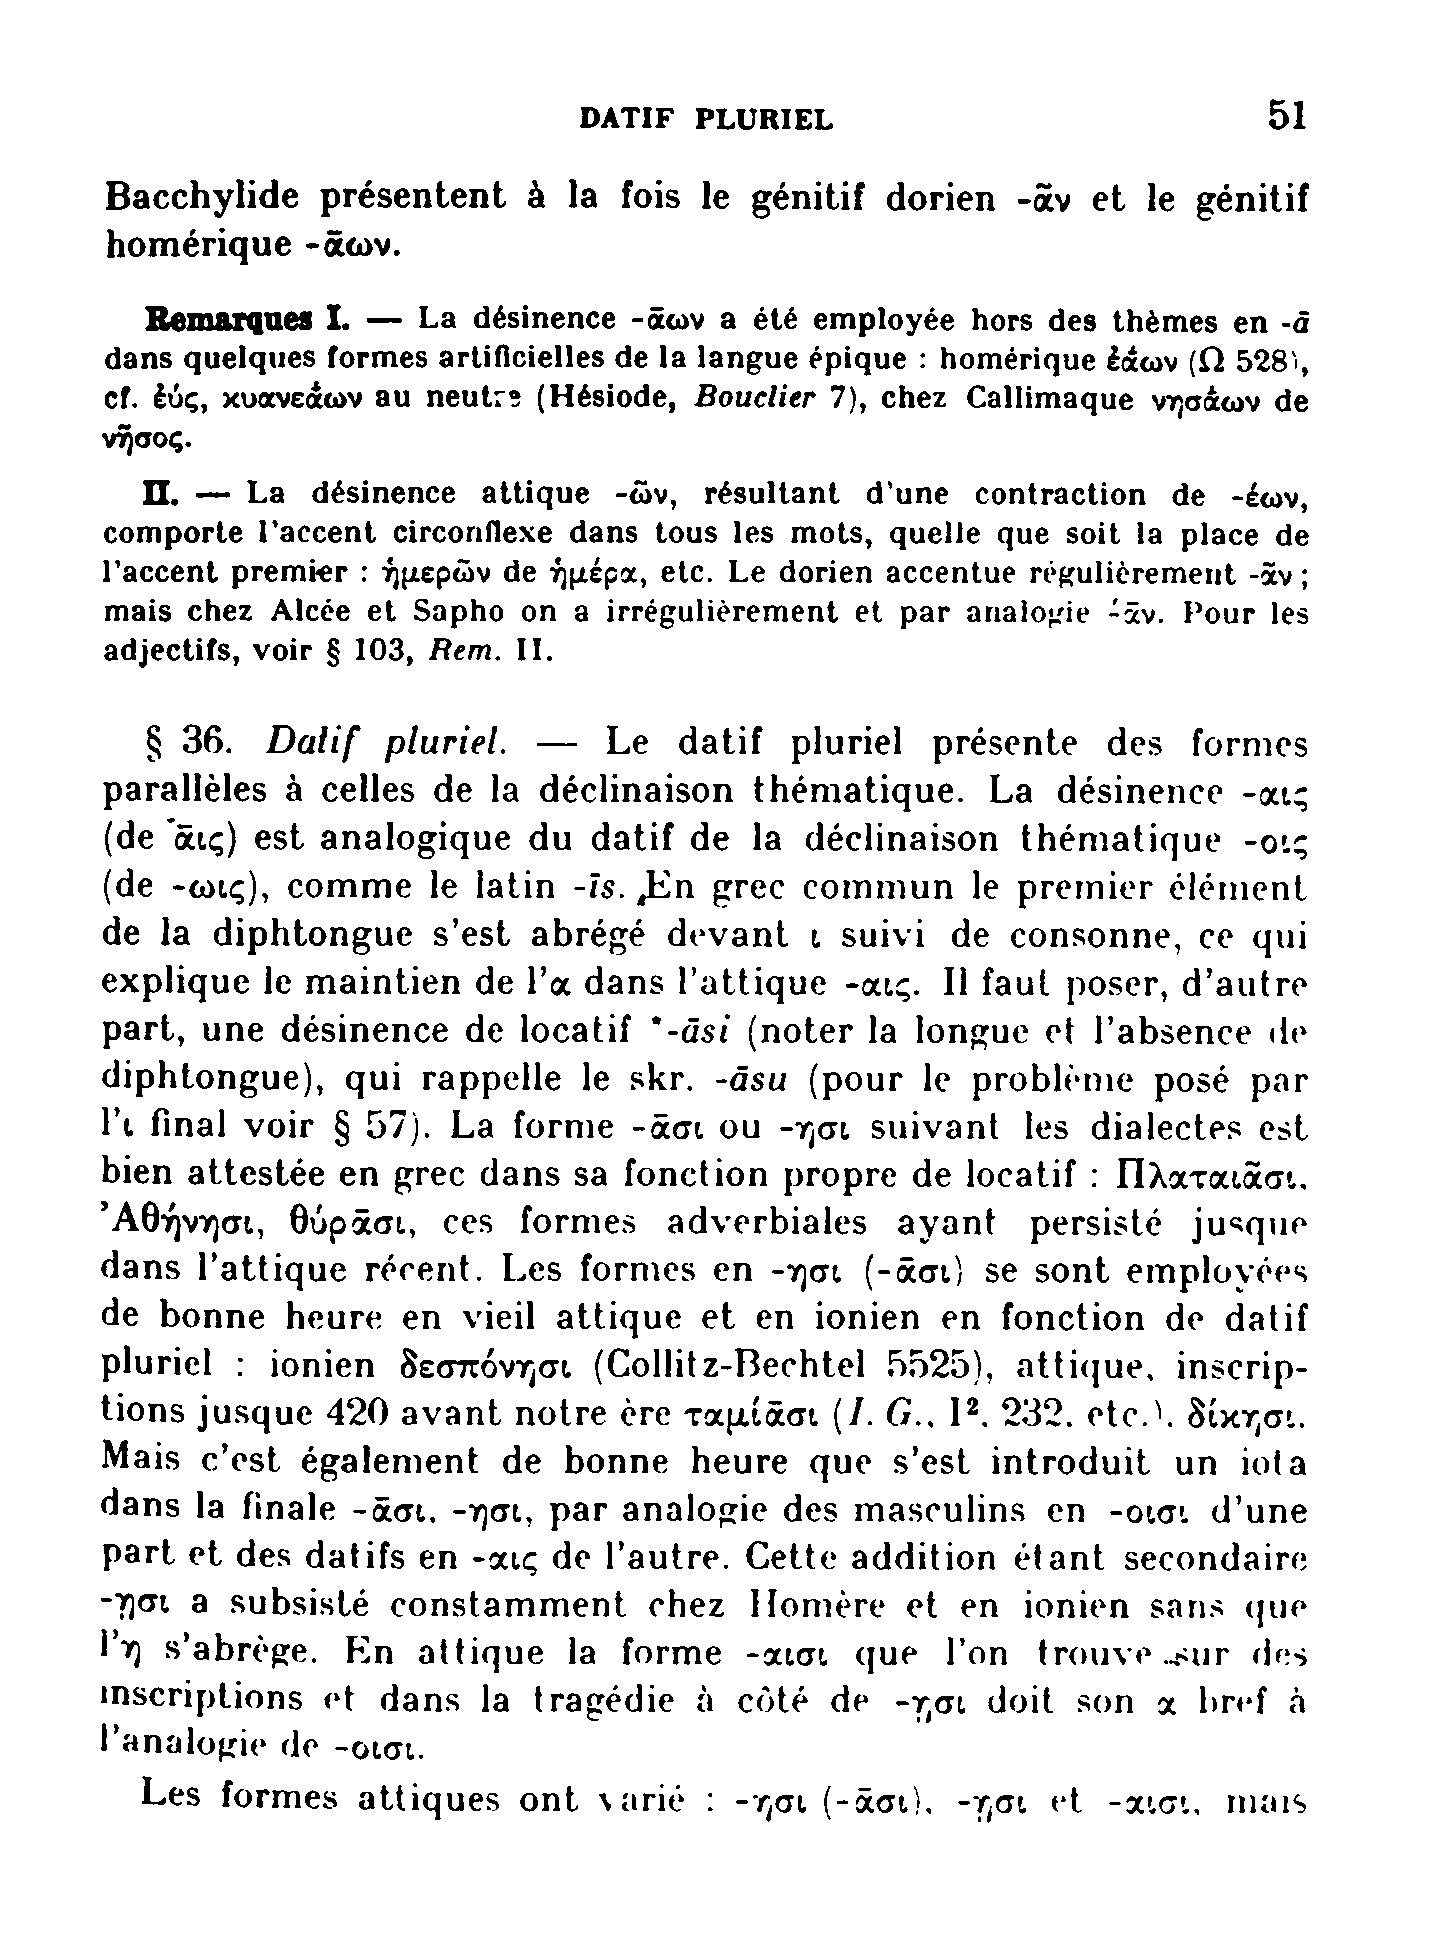 DATIF PLURIEL 51
Bacchylide présentent à la fois le génitif dorien -ᾶν et le génitif
homérique -ᾱων.
Remarques I. — La désinence -ᾱων a été employée hors des thèmes en -ā
dans quelques formes artificielles de la langue épique : homérique ἐά̄ων (Ω 528),
cf. ἐύς, κυανεά̄ων au neutre (Hésiode, Bouclier 7), chez Callimaque νησά̄ων de
νῆσος.
II. — La désinence attique -ῶν, résultant d'une contraction de -έων,
comporte l'accent circonflexe dans tous les mots, quelle que soit la place de
l'accent premier : ἡμερῶν de ἡμέρα, etc. Le dorien accentue régulièrement -ᾶν ;
mais chez Alcée et Sapho on a irrégulièrement et par analogie -́ᾱν. Pour les
adjectifs, voir § 103, Rem. II.
§ 36. Datif pluriel. — Le datif pluriel présente des formes
parallèles à celles de la déclinaison thématique. La désinence -αις
(de *ᾱις) est analogique du datif de la déclinaison thématique -οις
(de -ωις), comme le latin -īs. En grec commun le premier élément
de la diphtongue s'est abrégé devant ι suivi de consonne, ce qui
explique le maintien de l'α dans l'attique -αις. Il faut poser, d'autre
part, une désinence de locatif *-āsi (noter la longue et l'absence de
diphtongue), qui rappelle le skr. -āsu (pour le problème posé par
l'ι final voir § 57). La forme -ᾱσι ou -ησι suivant les dialectes est
bien attestée en grec dans sa fonction propre de locatif : Πλαταιᾶσι,
Ἀθήνησι, θύρᾱσι, ces formes adverbiales ayant persisté jusque
dans l'attique récent. Les formes en -ησι (-ᾱσι) se sont employées
de bonne heure en vieil attique et en ionien en fonction de datif
pluriel : ionien δεσπόνησι (Collitz-Bechtel 5525), attique, inscrip-
tions jusque 420 avant notre ère ταμίᾱσι (I. G., I², 232, etc.), δίκησι.
Mais c'est également de bonne heure que s'est introduit un iota
dans la finale -ᾱσι, -ησι, par analogie des masculins en -οισι d'une
part et des datifs en -αις de l'autre. Cette addition étant secondaire
-ῃσι a subsisté constamment chez Homère et en ionien sans que
l'η s'abrège. En attique la forme -αισι que l'on trouve sur des
inscriptions et dans la tragédie à côté de -ῃσι doit son α bref à
l'analogie de -οισι.
Les formes attiques ont varié : -ησι (-ᾱσι), -ῃσι et -αισι, mais